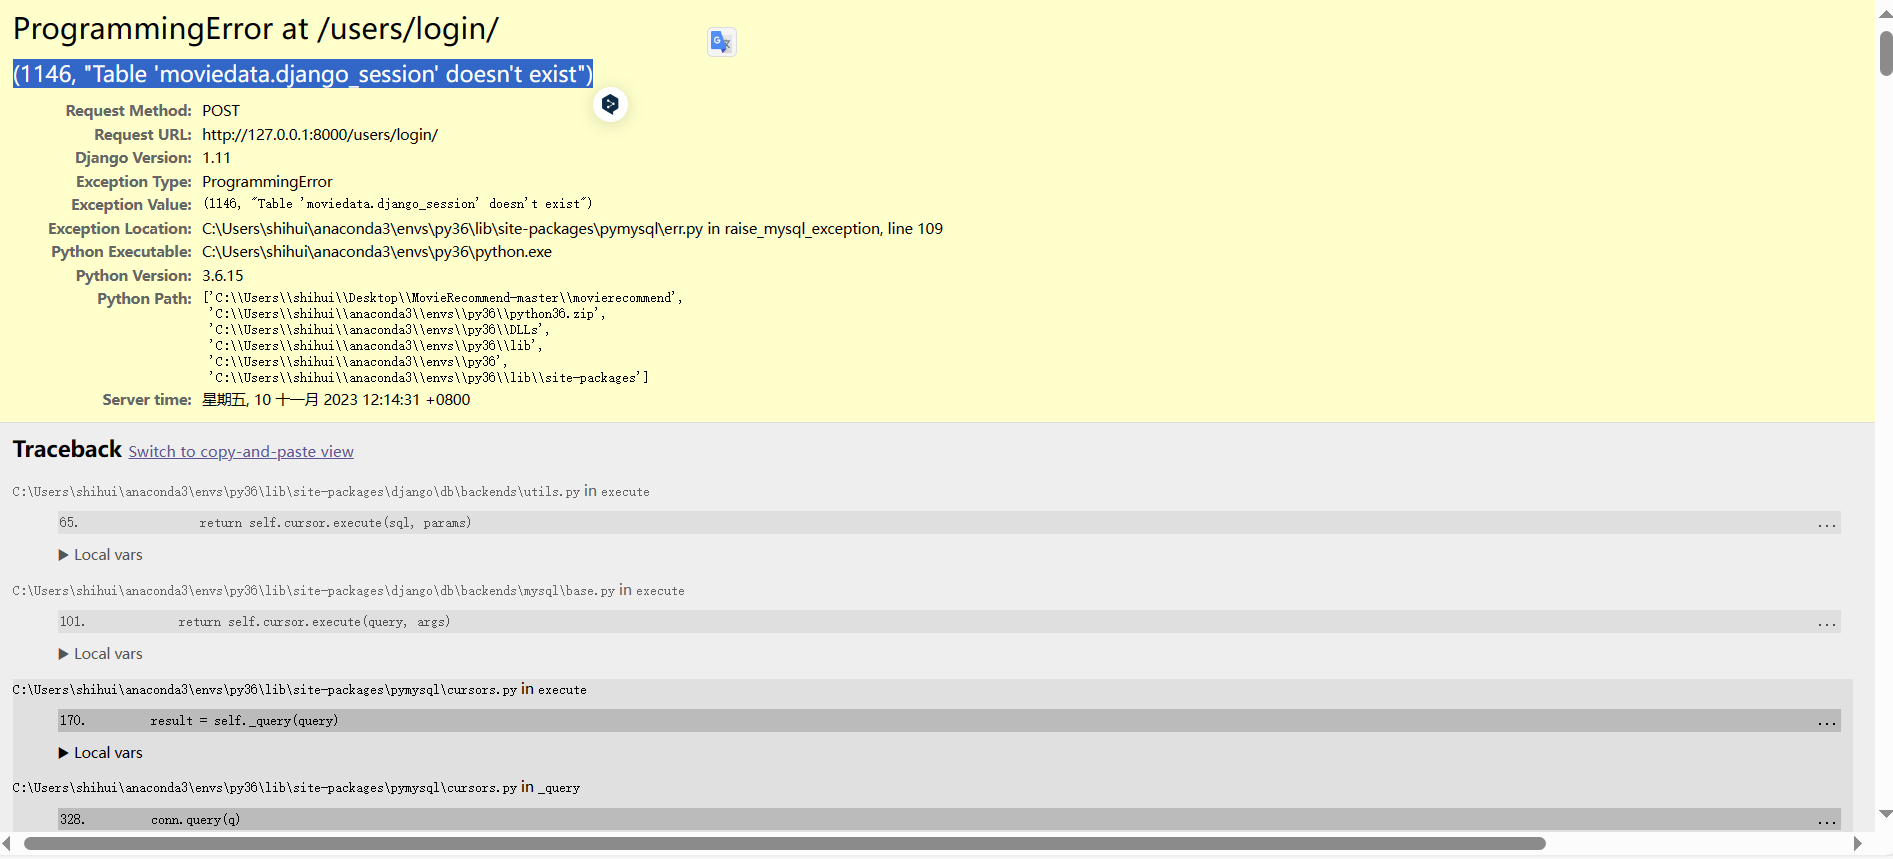 ProgrammingError at /users/login/
(1146, "Table 'moviedata.django_session' doesn't exist")
Request Method: POST
Request URL: http://127.0.0.1:8000/users/login/
Django Version: 1.11
Exception Type: ProgrammingError
Exception Value: (1146, "Table 'moviedata.django_session' doesn't exist")
Exception Location: C:\Users\shihui\anaconda3\envs\py36\lib\site-packages\pymysql\err.py in raise_mysql_exception, line 109
Python Executable: C:\Users\shihui\anaconda3\envs\py36\python.exe
Python Version: 3.6.15
Python Path: ['C:\\Users\\shihui\\Desktop\\MovieRecommend-master\\movierecommend',
'C:\\Users\\shihui\\anaconda3\\envs\\py36\\python36.zip',
'C:\\Users\\shihui\\anaconda3\\envs\\py36\\DLLs',
'C:\\Users\\shihui\\anaconda3\\envs\\py36\\lib',
'C:\\Users\\shihui\\anaconda3\\envs\\py36',
'C:\\Users\\shihui\\anaconda3\\envs\\py36\\lib\\site-packages']
Server time: 星期五, 10 十一月 2023 12:14:31 +0800
Traceback Switch to copy-and-paste view
C:\Users\shihui\anaconda3\envs\py36\lib\site-packages\django\db\backends\utils.py in execute
65. return self.cursor.execute(sql, params) ...
▶ Local vars
C:\Users\shihui\anaconda3\envs\py36\lib\site-packages\django\db\backends\mysql\base.py in execute
101. return self.cursor.execute(query, args) ...
▶ Local vars
C:\Users\shihui\anaconda3\envs\py36\lib\site-packages\pymysql\cursors.py in execute
170. result = self._query(query) ...
▶ Local vars
C:\Users\shihui\anaconda3\envs\py36\lib\site-packages\pymysql\cursors.py in _query
328. conn.query(q) ...